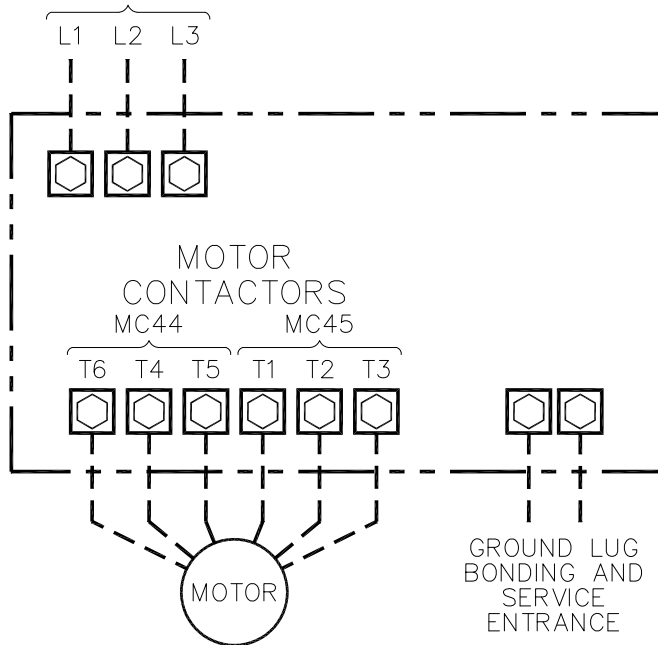 L1 L2 L3
MOTOR
CONTACTORS
MC44 MC45
T6 T4 T5 T1 T2 T3
MOTOR
GROUND LUG
BONDING AND
SERVICE
ENTRANCE